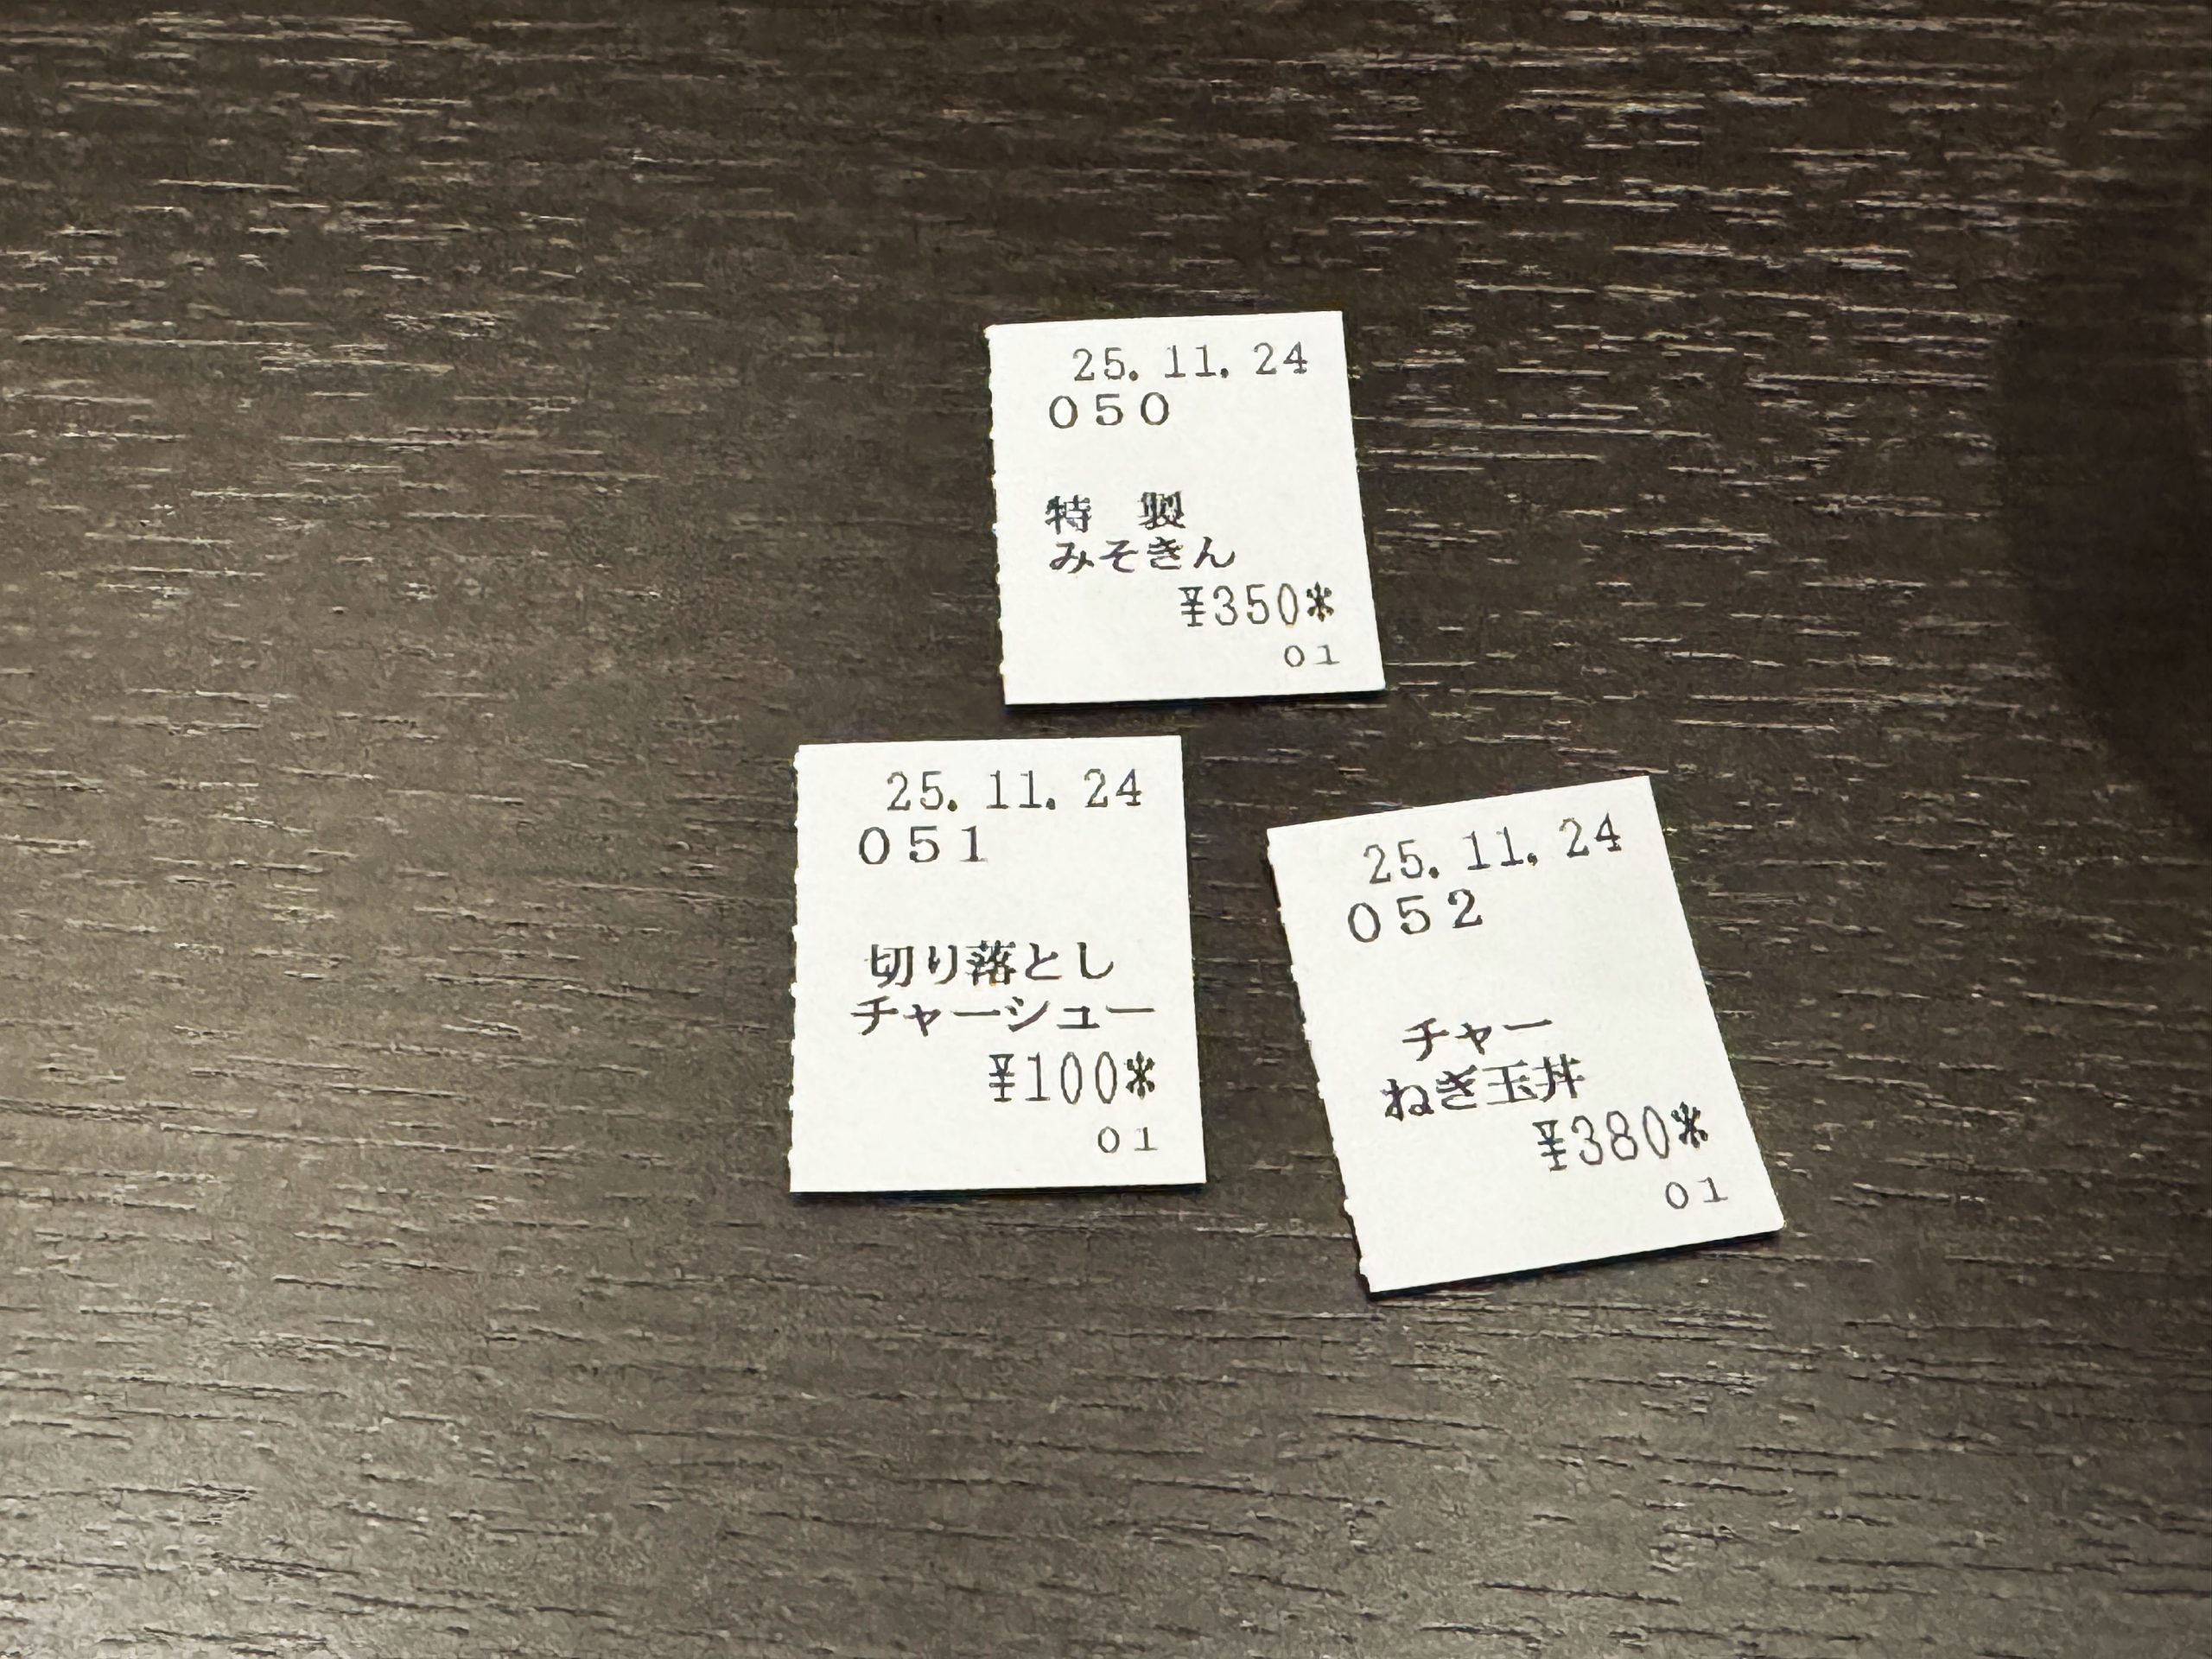 25.11.24
050
特 製
みそきん
¥350*
01
25.11.24
051
切り落とし
チャーシュー
¥100*
01
25.11.24
052
チャー
ねぎ玉丼
¥380*
01